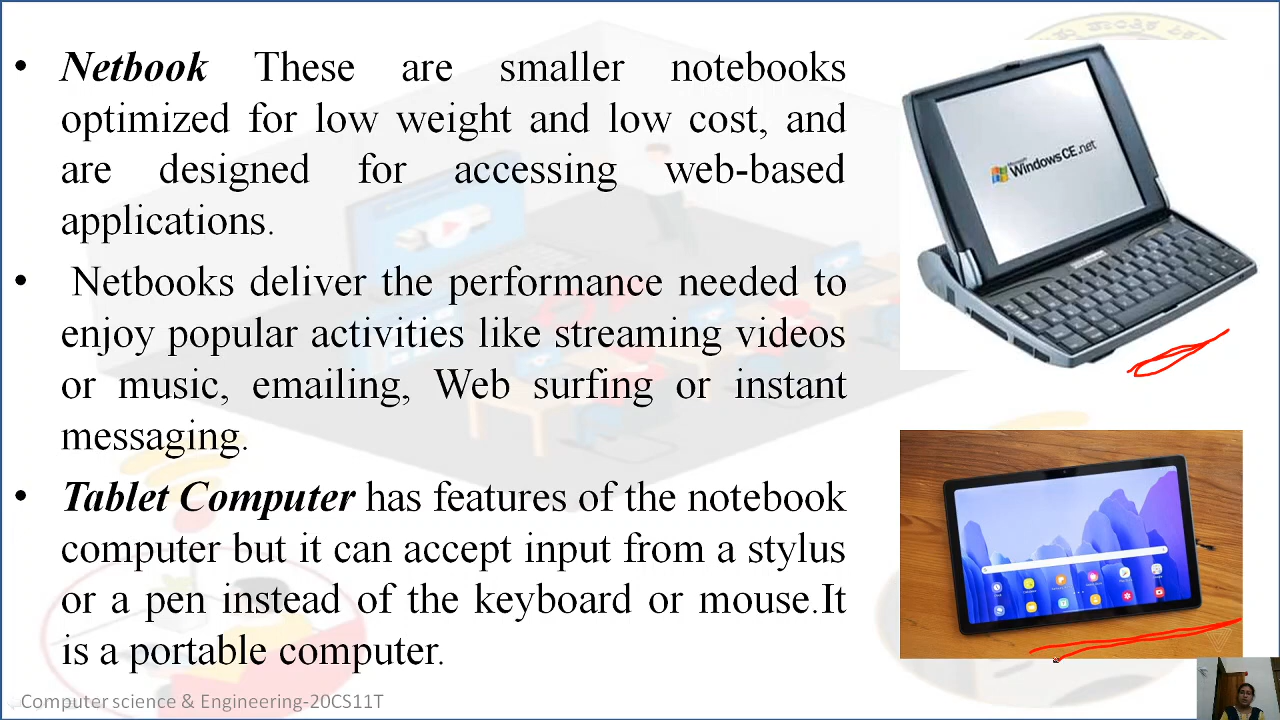 • Netbook These are smaller notebooks
optimized for low weight and low cost, and
are designed for accessing web-based
applications.
• Netbooks deliver the performance needed to
enjoy popular activities like streaming videos
or music, emailing, Web surfing or instant
messaging.
• Tablet Computer has features of the notebook
computer but it can accept input from a stylus
or a pen instead of the keyboard or mouse.It
is a portable computer.
Microsoft
WindowsCE.net
Computer science & Engineering-20CS11T